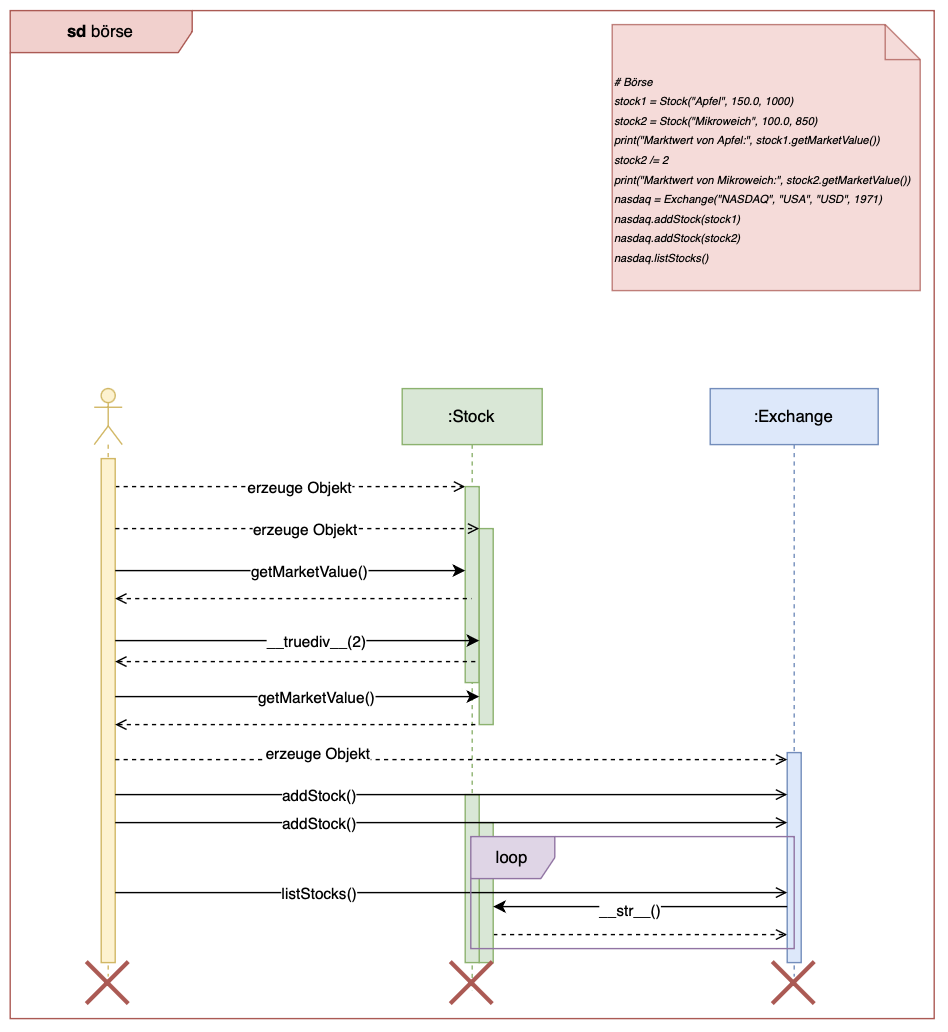 sd börse
# Börse
stock1 = Stock("Apfel", 150.0, 1000)
stock2 = Stock("Mikroweich", 100.0, 850)
print("Marktwert von Apfel:", stock1.getMarketValue())
stock2 /= 2
print("Marktwert von Mikroweich:", stock2.getMarketValue())
nasdaq = Exchange("NASDAQ", "USA", "USD", 1971)
nasdaq.addStock(stock1)
nasdaq.addStock(stock2)
nasdaq.listStocks()
:Stock
:Exchange
erzeuge Objekt
erzeuge Objekt
getMarketValue()
__truediv__(2)
getMarketValue()
erzeuge Objekt
addStock()
addStock()
loop
listStocks()
__str__()